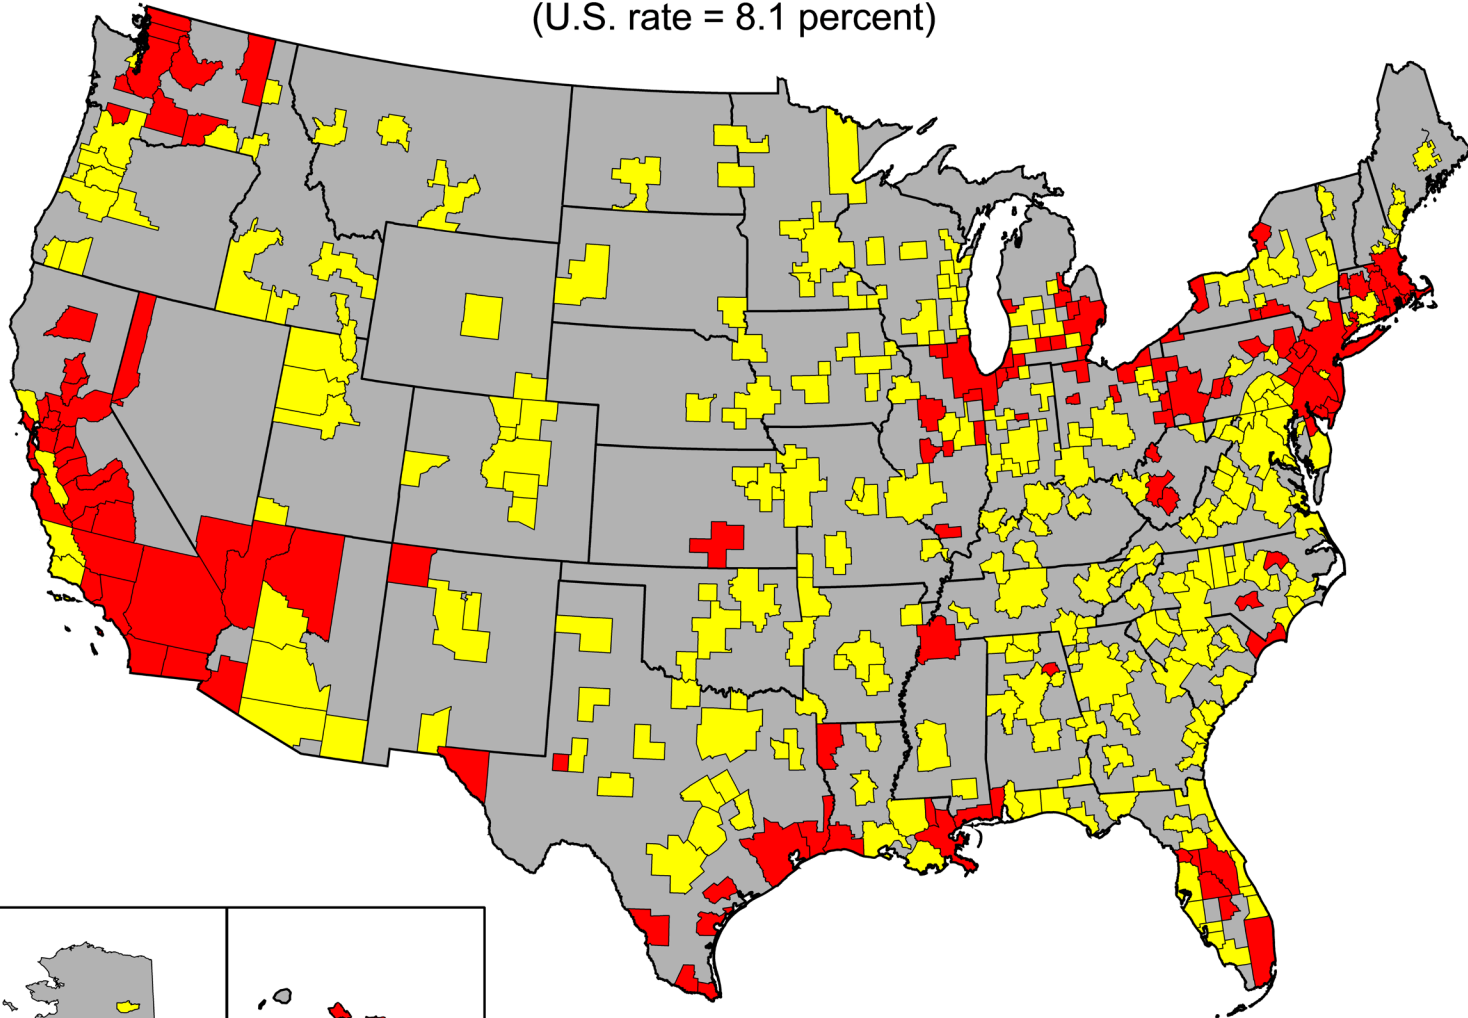 (U.S. rate = 8.1 percent)